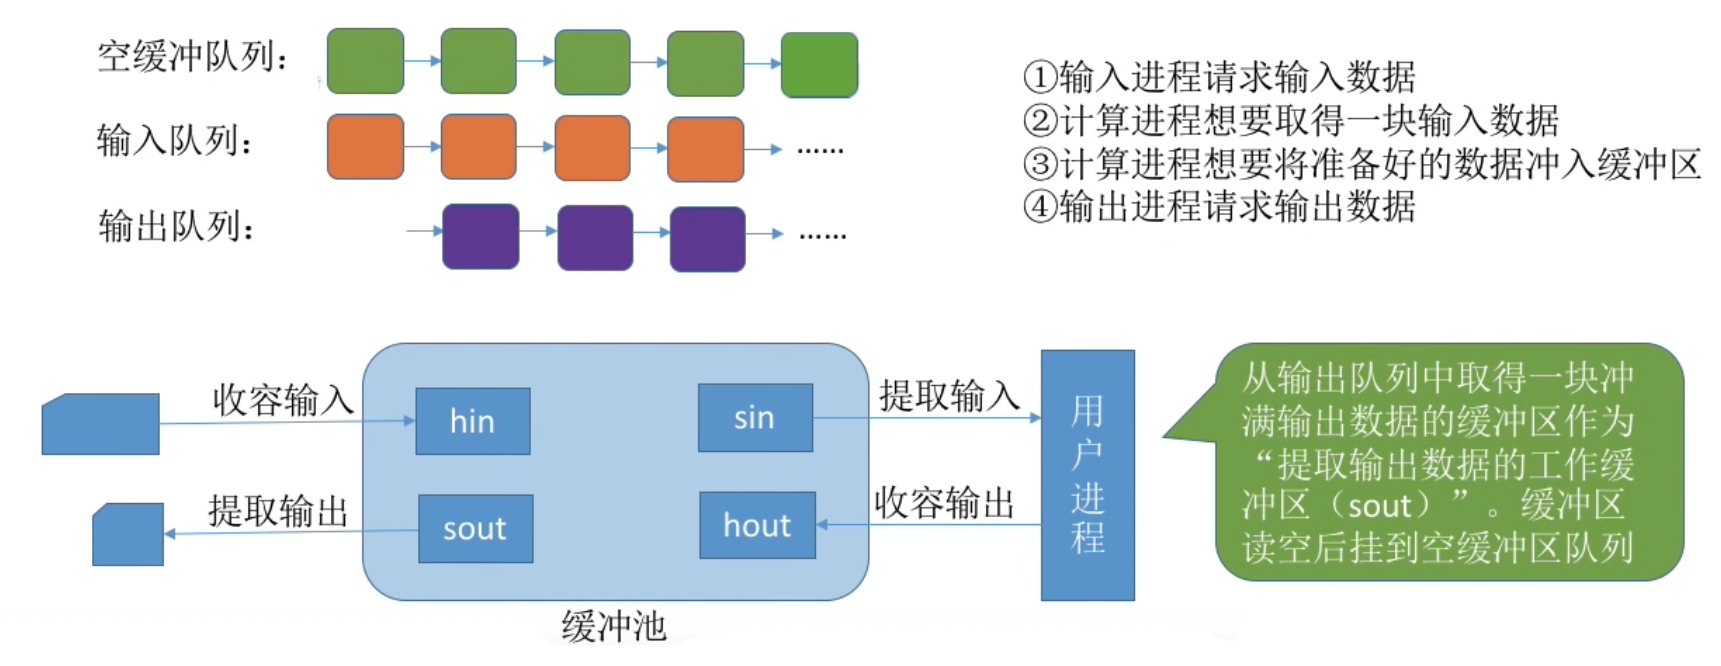 空缓冲队列：
输入队列：
……
输出队列：
……
①输入进程请求输入数据
②计算进程想要取得一块输入数据
③计算进程想要将准备好的数据冲入缓冲区
④输出进程请求输出数据
收容输入
hin
sin
提取输入
提取输出
sout
hout
收容输出
用户进程
缓冲池
从输出队列中取得一块冲
满输出数据的缓冲区作为
“提取输出数据的工作缓
冲区（sout）”。缓冲区
读空后挂到空缓冲区队列